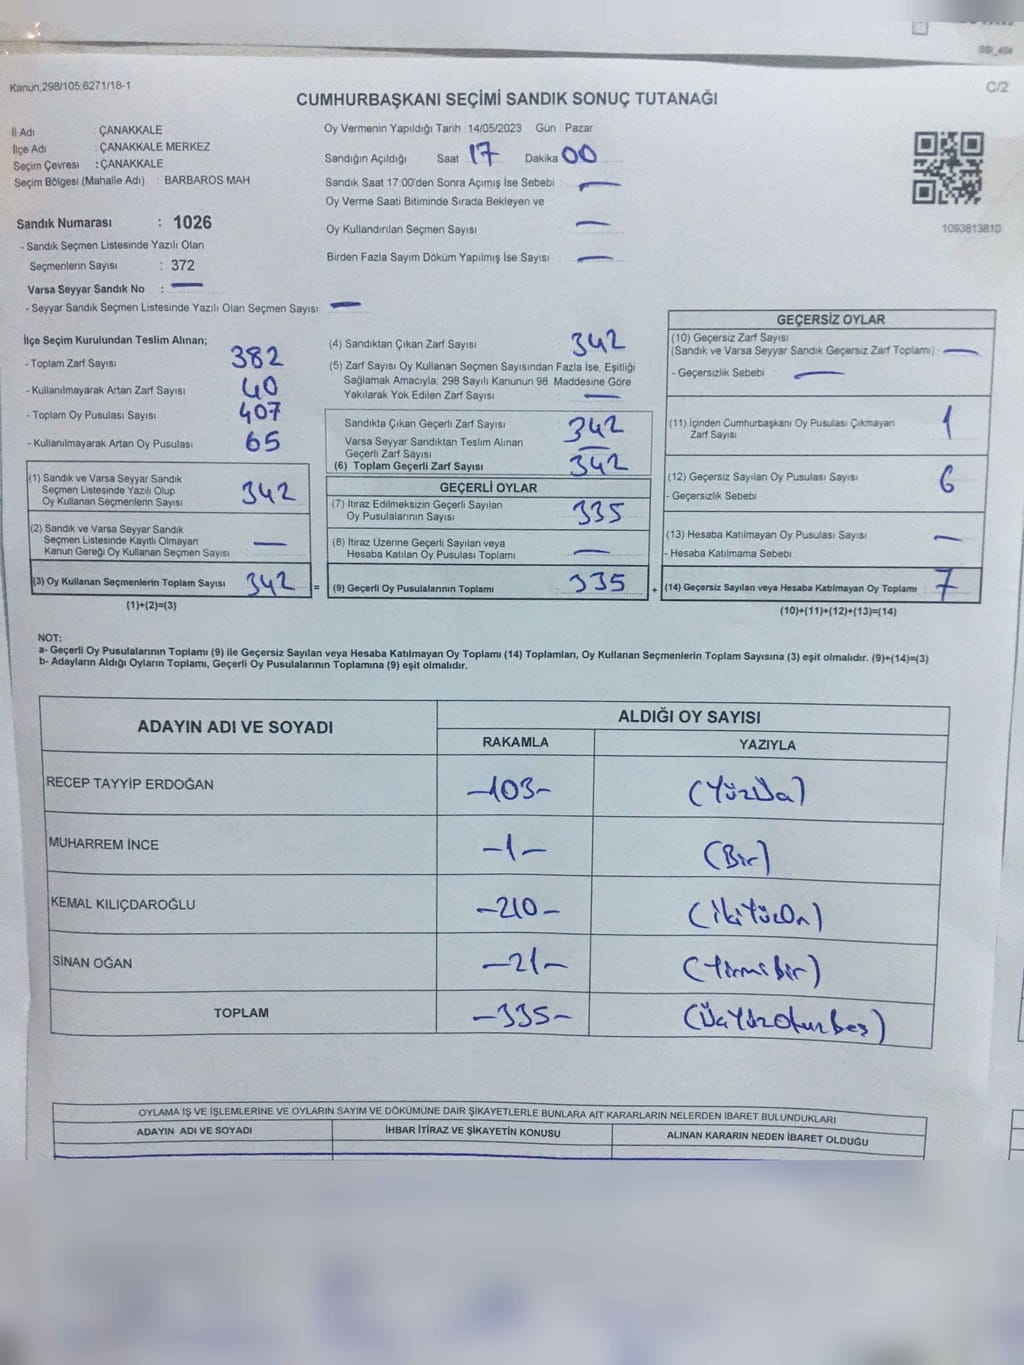 SSI_404
Kanun;298/105;6271/18-1
C/2
CUMHURBAŞKANI SEÇİMİ SANDIK SONUÇ TUTANAĞI
İl Adı : ÇANAKKALE
İlçe Adı : ÇANAKKALE MERKEZ
Seçim Çevresi : ÇANAKKALE
Seçim Bölgesi (Mahalle Adı) : BARBAROS MAH
Oy Vermenin Yapıldığı Tarih : 14/05/2023 Gün : Pazar
Sandığın Açıldığı Saat : 17 Dakika 00
Sandık Saat 17:00'den Sonra Açımış İse Sebebi : —
Oy Verme Saati Bitiminde Sırada Bekleyen ve
Oy Kullandırılan Seçmen Sayısı : —
Birden Fazla Sayım Döküm Yapılmış İse Sayısı : —
1093813810
Sandık Numarası : 1026
- Sandık Seçmen Listesinde Yazılı Olan
Seçmenlerin Sayısı : 372
Varsa Seyyar Sandık No : —
- Seyyar Sandık Seçmen Listesinde Yazılı Olan Seçmen Sayısı: —
İlçe Seçim Kurulundan Teslim Alınan;
- Toplam Zarf Sayısı : 382
- Kullanılmayarak Artan Zarf Sayısı : 40
- Toplam Oy Pusulası Sayısı : 407
- Kullanılmayarak Artan Oy Pusulası : 65
(1) Sandık ve Varsa Seyyar Sandık
Seçmen Listesinde Yazılı Olup
Oy Kullanan Seçmenlerin Sayısı : 342
(2) Sandık ve Varsa Seyyar Sandık
Seçmen Listesinde Kayıtlı Olmayan
Kanun Gereği Oy Kullanan Seçmen Sayısı : —
(3) Oy Kullanan Seçmenlerin Toplam Sayısı : 342 =
(1)+(2)=(3)
(4) Sandıktan Çıkan Zarf Sayısı : 342
(5) Zarf Sayısı Oy Kullanan Seçmen Sayısından Fazla İse, Eşitliği
Sağlamak Amacıyla, 298 Sayılı Kanunun 98. Maddesine Göre
Yakılarak Yok Edilen Zarf Sayısı : —
Sandıkta Çıkan Geçerli Zarf Sayısı : 342
Varsa Seyyar Sandıktan Teslim Alınan
Geçerli Zarf Sayısı : —
(6) Toplam Geçerli Zarf Sayısı : 342
GEÇERLİ OYLAR
(7) İtiraz Edilmeksizin Geçerli Sayılan
Oy Pusulalarının Sayısı : 335
(8) İtiraz Üzerine Geçerli Sayılan veya
Hesaba Katılan Oy Pusulası Toplamı : —
(9) Geçerli Oy Pusulalarının Toplamı : 335 +
GEÇERSİZ OYLAR
(10) Geçersiz Zarf Sayısı
(Sandık ve Varsa Seyyar Sandık Geçersiz Zarf Toplamı) : —
- Geçersizlik Sebebi : —
(11) İçinden Cumhurbaşkanı Oy Pusulası Çıkmayan
Zarf Sayısı : 1
(12) Geçersiz Sayılan Oy Pusulası Sayısı : 6
- Geçersizlik Sebebi :
(13) Hesaba Katılmayan Oy Pusulası Sayısı : —
- Hesaba Katılmama Sebebi :
(14) Geçersiz Sayılan veya Hesaba Katılmayan Oy Toplamı : 7
(10)+(11)+(12)+(13)=(14)
NOT:
a- Geçerli Oy Pusulalarının Toplamı (9) ile Geçersiz Sayılan veya Hesaba Katılmayan Oy Toplamı (14) Toplamları, Oy Kullanan Seçmenlerin Toplam Sayısına (3) eşit olmalıdır. (9)+(14)=(3)
b- Adayların Aldığı Oyların Toplamı, Geçerli Oy Pusulalarının Toplamına (9) eşit olmalıdır.
ADAYIN ADI VE SOYADI ALDIĞI OY SAYISI
RAKAMLA YAZIYLA
RECEP TAYYİP ERDOĞAN -103- (YüzÜç)
MUHARREM İNCE -1- (Bir)
KEMAL KILIÇDAROĞLU -210- (İkiYüzOn)
SİNAN OĞAN -21- (Yirmibir)
TOPLAM -335- (ÜçYüzOtuzbeş)
OYLAMA İŞ VE İŞLEMLERİNE VE OYLARIN SAYIM VE DÖKÜMÜNE DAİR ŞİKAYETLERLE BUNLARA AİT KARARLARIN NELERDEN İBARET BULUNDUKLARI
ADAYIN ADI VE SOYADI İHBAR İTİRAZ VE ŞİKAYETİN KONUSU ALINAN KARARIN NEDEN İBARET OLDUĞU